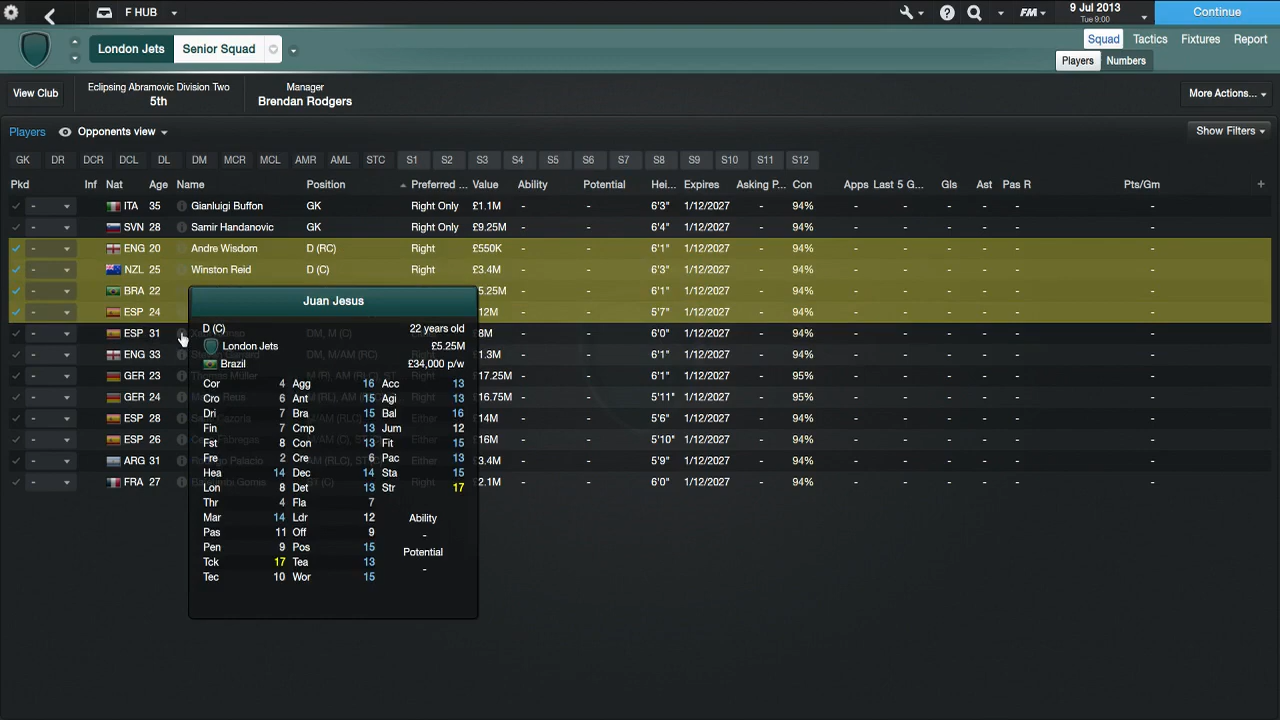 F HUB
FM
9 Jul 2013
Tue 9:00
Continue
London Jets Senior Squad
Squad Tactics Fixtures Report
Players Numbers
View Club
Eclipsing Abramovic Division Two
5th
Manager
Brendan Rodgers
More Actions...
Players Opponents view
Show Filters
GK DR DCR DCL DL DM MCR MCL AMR AML STC S1 S2 S3 S4 S5 S6 S7 S8 S9 S10 S11 S12
Pkd Inf Nat Age Name Position Preferred ... Value Ability Potential Hei... Expires Asking P... Con Apps Last 5 G... Gls Ast Pas R Pts/Gm +
- ITA 35 Gianluigi Buffon GK Right Only £1.1M - - 6'3" 1/12/2027 - 94% - - - - - -
- SVN 28 Samir Handanovic GK Right Only £9.25M - - 6'4" 1/12/2027 - 94% - - - - - -
- ENG 20 Andre Wisdom D (RC) Right £550K - - 6'1" 1/12/2027 - 94% - - - - - -
- NZL 25 Winston Reid D (C) Right £3.4M - - 6'3" 1/12/2027 - 94% - - - - - -
- BRA 22 5.25M - - 6'1" 1/12/2027 - 94% - - - - - -
- ESP 24 12M - - 5'7" 1/12/2027 - 94% - - - - - -
- ESP 31 DM, M (C) 8M - - 6'0" 1/12/2027 - 94% - - - - - -
- ENG 33 DM, M/AM (RC) 1.3M - - 6'0" 1/12/2027 - 94% - - - - - -
- GER 23 17.25M - - 6'1" 1/12/2027 - 95% - - - - - -
- GER 24 16.75M - - 5'11" 1/12/2027 - 94% - - - - - -
- ESP 28 Either 14M - - 5'6" 1/12/2027 - 94% - - - - - -
- ESP 26 Either 16M - - 5'10" 1/12/2027 - 94% - - - - - -
- ARG 31 Either 3.4M - - 5'9" 1/12/2027 - 94% - - - - - -
- FRA 27 ST (C) Right 2.1M - - 6'0" 1/12/2027 - 94% - - - - - -
Juan Jesus
D (C) 22 years old
London Jets £5.25M
Brazil £34,000 p/w
Cor 4 Agg 16 Acc 13
Cro 6 Ant 15 Agi 13
Dri 7 Bra 15 Bal 16
Fin 7 Cmp 13 Jum 12
Fst 8 Con 13 Fit 15
Fre 2 Cre 6 Pac 13
Hea 14 Dec 14 Sta 15
Lon 8 Det 13 Str 17
Thr 4 Fla 7
Mar 14 Ldr 12 Ability
Pas 11 Off 9 -
Pen 9 Pos 15 Potential
Tck 17 Tea 13 -
Tec 10 Wor 15